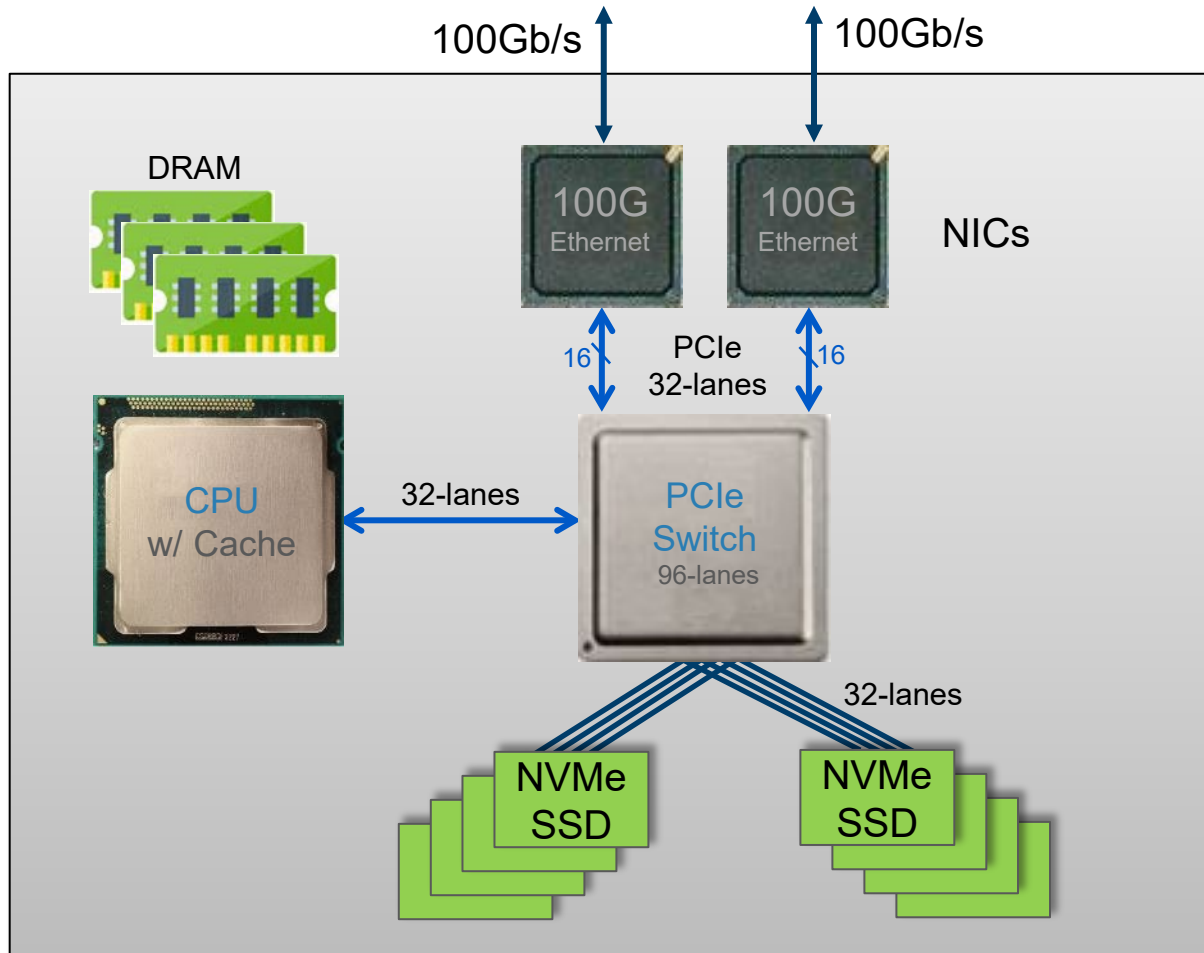 100Gb/s
100Gb/s
DRAM
100G
Ethernet
100G
Ethernet
NICs
16
PCIe
32-lanes
16
CPU
w/ Cache
32-lanes
PCIe
Switch
96-lanes
32-lanes
NVMe
SSD
NVMe
SSD